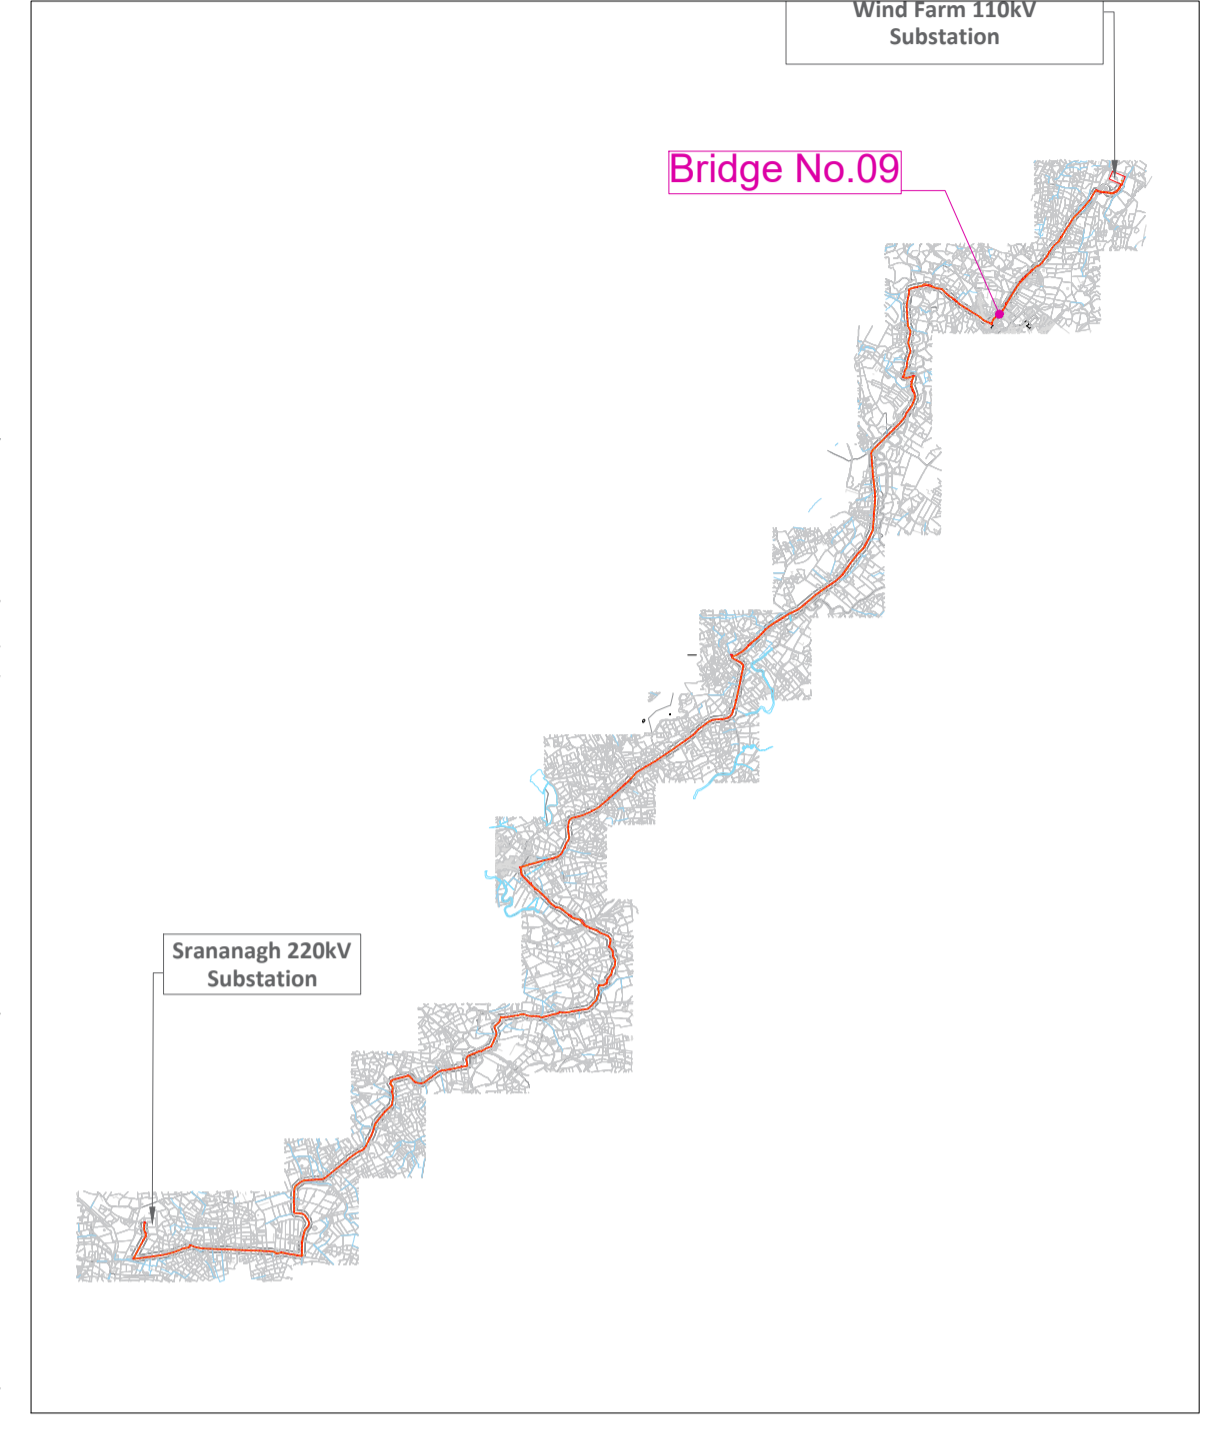 Wind Farm 110kV
Substation
Bridge No.09
Srananagh 220kV
Substation